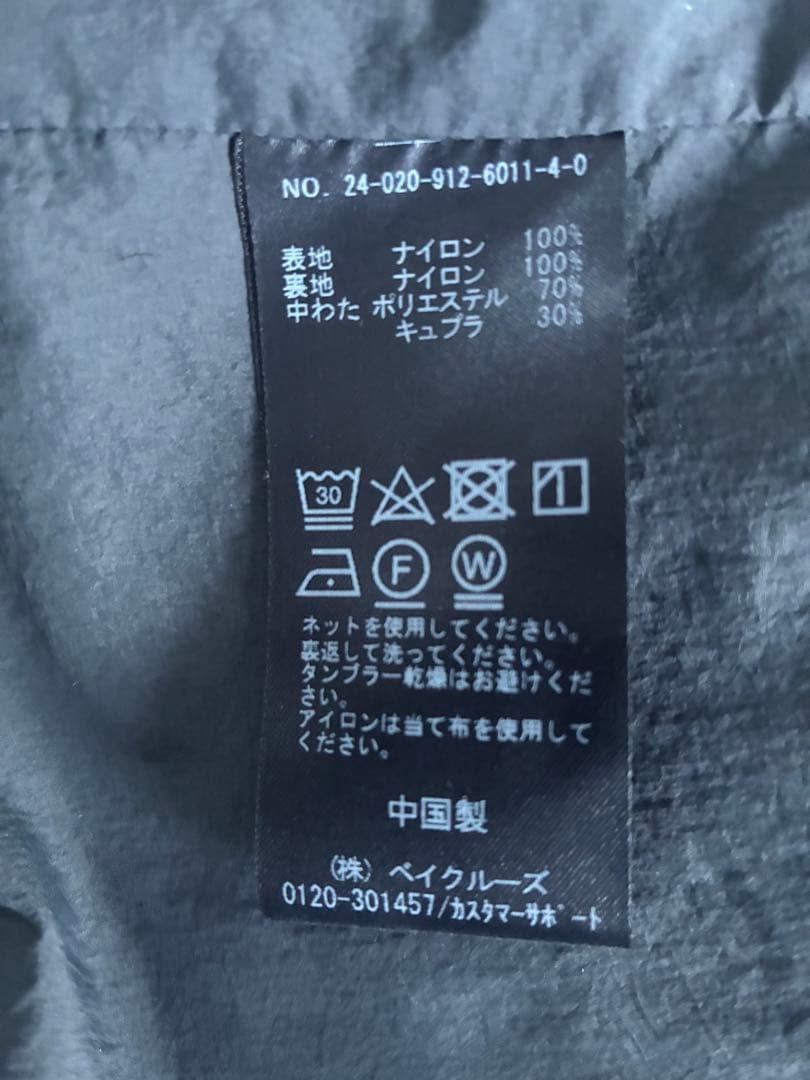 NO. 24-020-912-6011-4-0
表地 ナイロン 100%
裏地 ナイロン 100%
中わた ポリエステル 70%
キュプラ 30%
30
F W
ネットを使用してください。
裏返して洗ってください。
タンブラー乾燥はお避けくだ
さい。
アイロンは当て布を使用して
ください。
中国製
(株) ベイクルーズ
0120-301457/カスタマーサポート